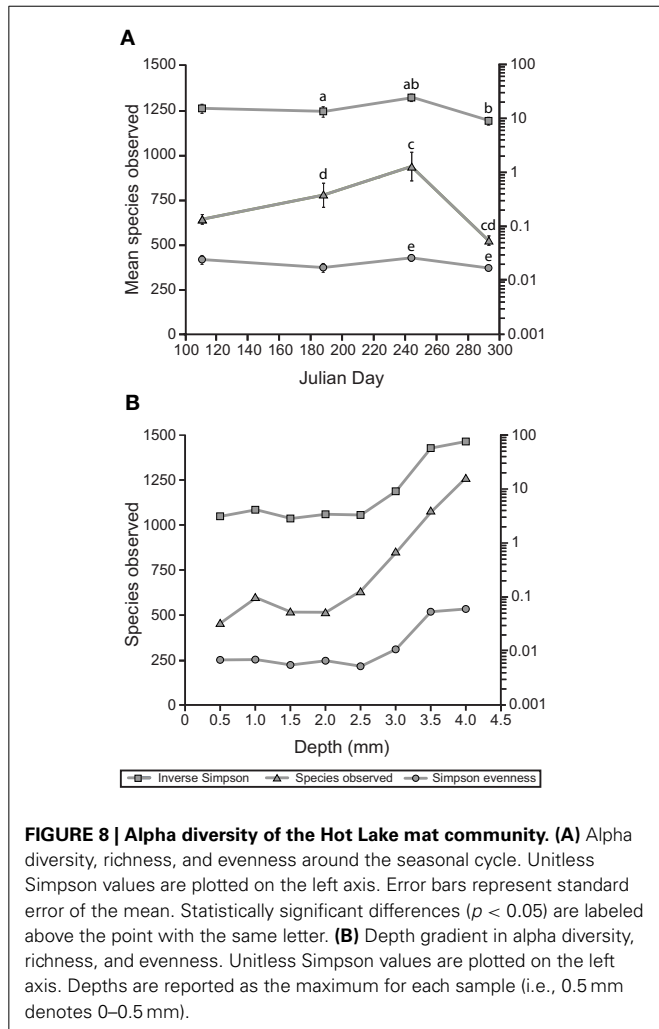 A
1500
1250
1000
750
500
250
0
Mean species observed
100
10
1
0.1
0.01
0.001
a
ab
b
d
c
cd
e
e
100 120 140 160 180 200 220 240 260 280 300
Julian Day
B
1500
1250
1000
750
500
250
0
Species observed
100
10
1
0.1
0.01
0.001
0 0.5 1.0 1.5 2.0 2.5 3.0 3.5 4.0 4.5
Depth (mm)
Inverse Simpson Species observed Simpson evenness
FIGURE 8 | Alpha diversity of the Hot Lake mat community. (A) Alpha
diversity, richness, and evenness around the seasonal cycle. Unitless
Simpson values are plotted on the left axis. Error bars represent standard
error of the mean. Statistically significant differences (p < 0.05) are labeled
above the point with the same letter. (B) Depth gradient in alpha diversity,
richness, and evenness. Unitless Simpson values are plotted on the left
axis. Depths are reported as the maximum for each sample (i.e., 0.5 mm
denotes 0–0.5 mm).